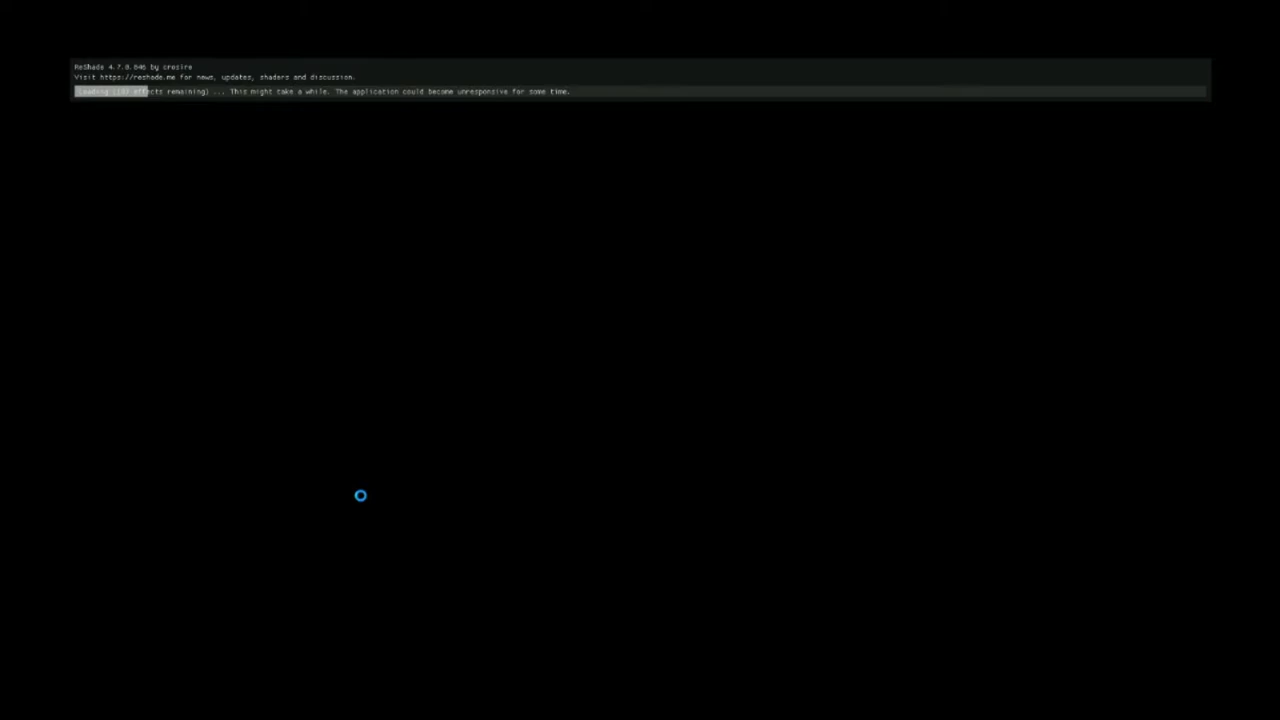 ReShade 4.7.0.846 by crosire
Visit https://reshade.me for news, updates, shaders and discussion.
Loading effects remaining) ... This might take a while. The application could become unresponsive for some time.